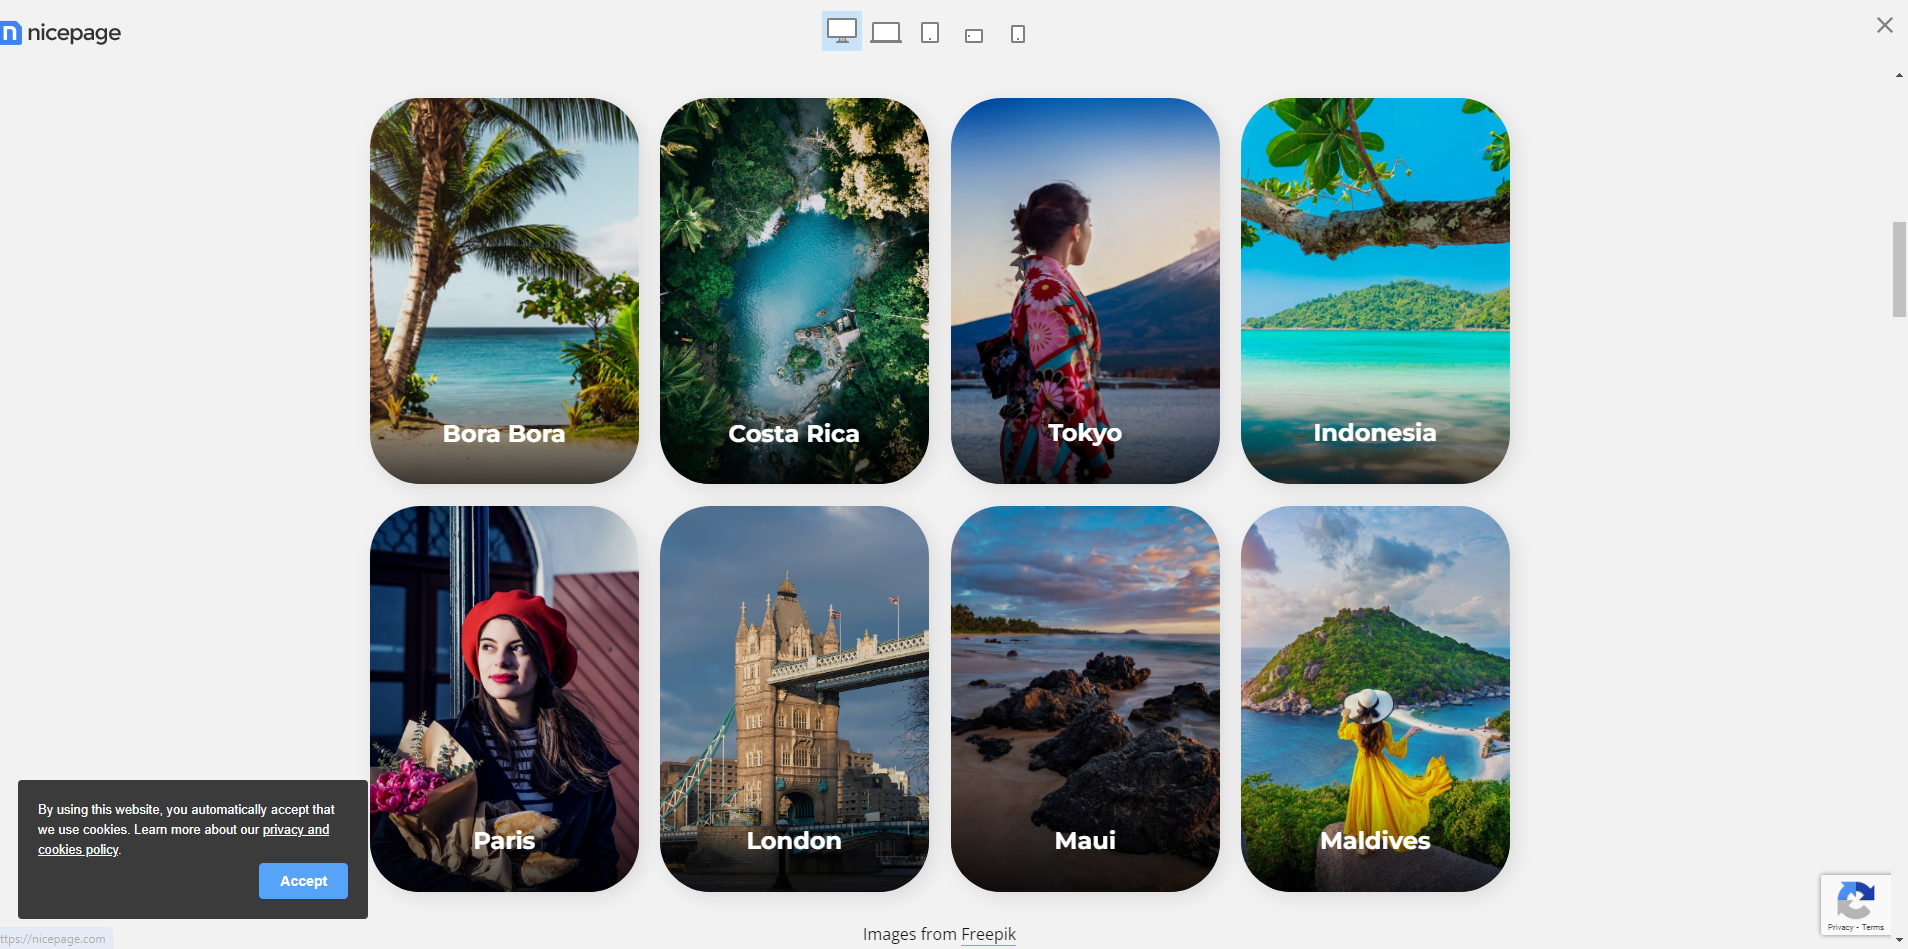 nicepage
Bora Bora
Costa Rica
Tokyo
Indonesia
Paris
London
Maui
Maldives
By using this website, you automatically accept that
we use cookies. Learn more about our privacy and
cookies policy.
Accept
Images from Freepik
Privacy - Terms
ttps://nicepage.com